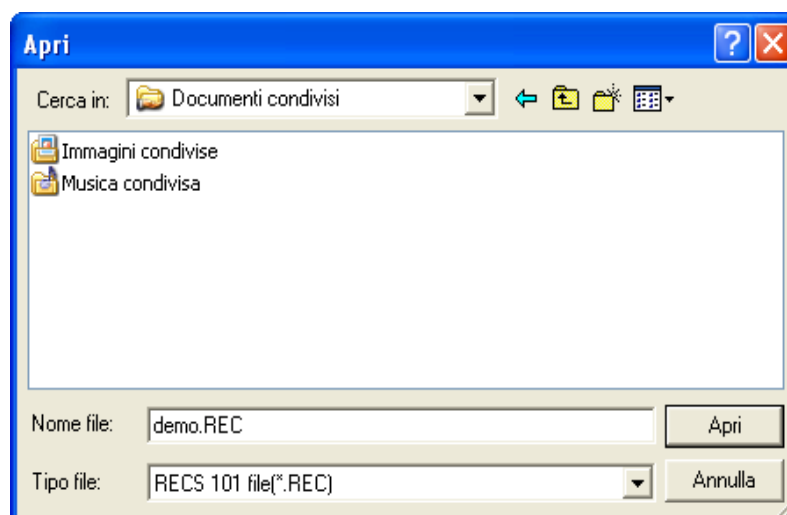 Apri
Cerca in: Documenti condivisi
Immagini condivise
Musica condivisa
Nome file: demo.REC Apri
Tipo file: RECS 101 file(*.REC) Annulla